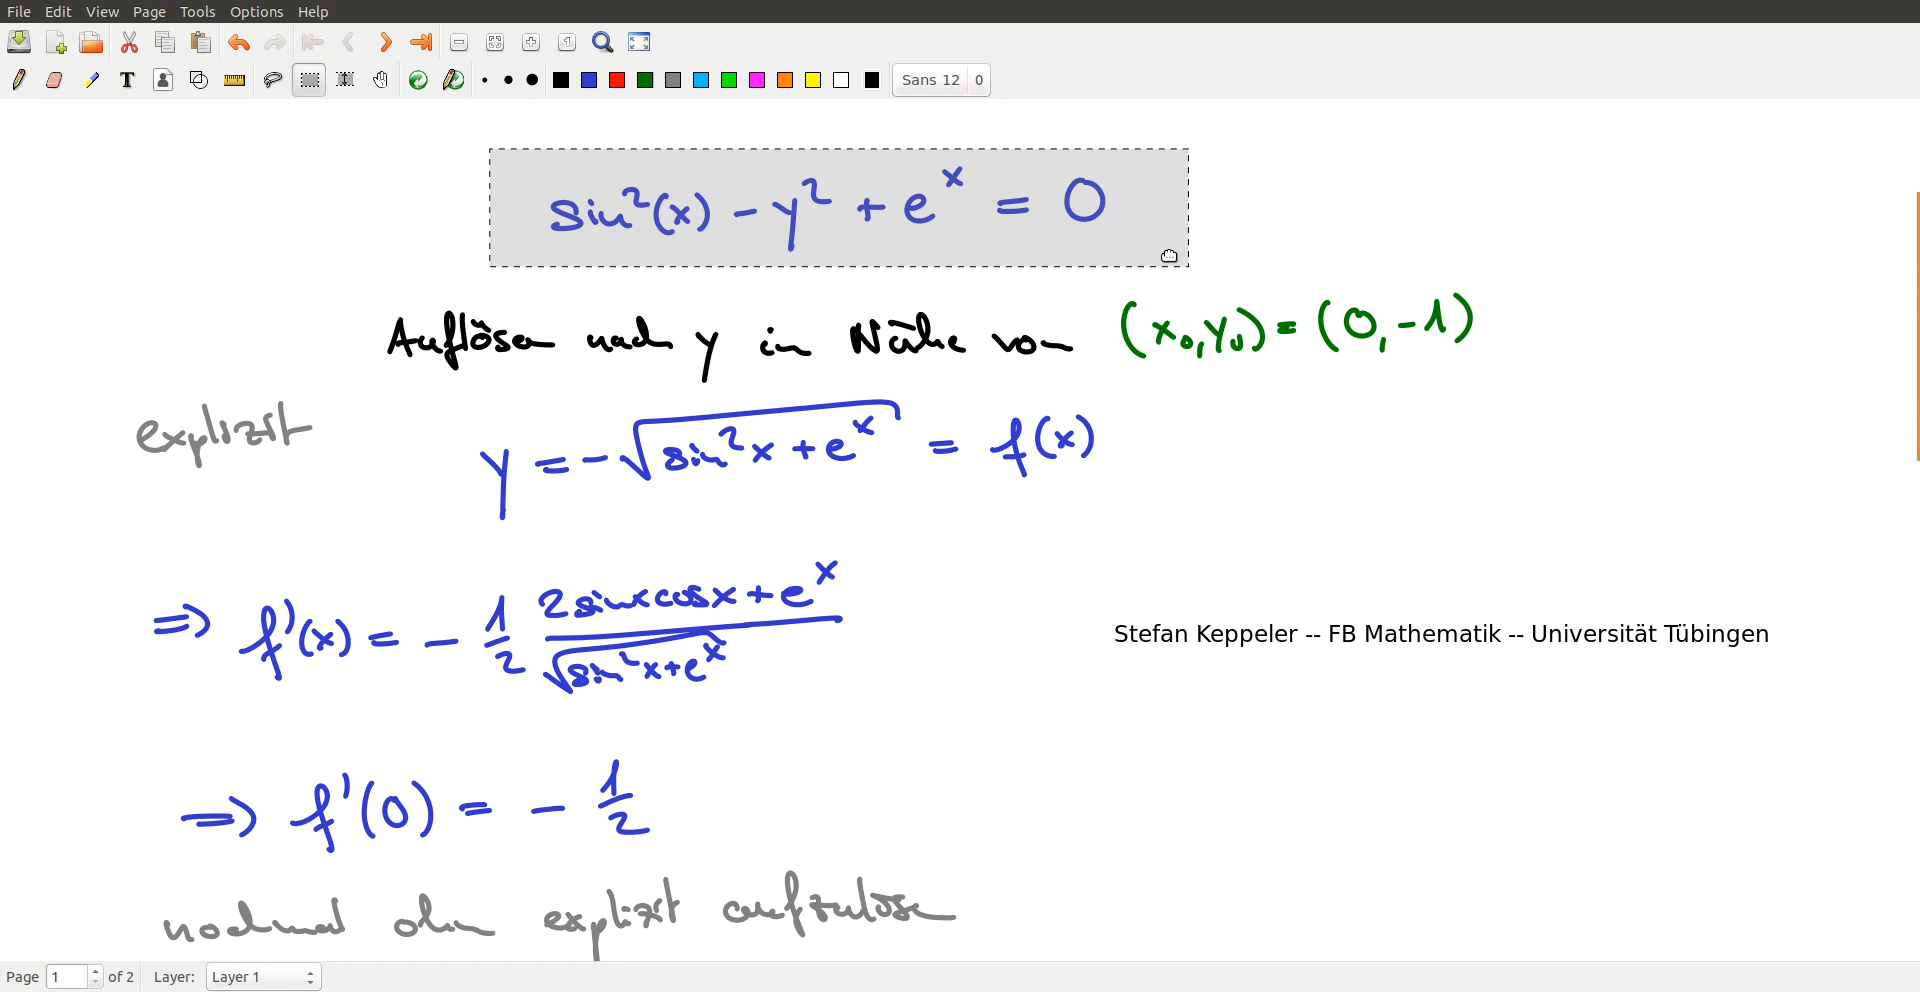 File Edit View Page Tools Options Help
Sans 12 0
sin²(x) - y² + eˣ = 0
Auflösen nach y in Nähe von (x₀,y₀) = (0,-1)
explizit
y = -√(sin²x + eˣ) = f(x)
⇒ f'(x) = - 1/2 (2 sinx cosx + eˣ)/√(sin²x + eˣ)
Stefan Keppeler -- FB Mathematik -- Universität Tübingen
⇒ f'(0) = - 1/2
nochmal ohne explizit aufzulösen
Page 1 of 2 Layer: Layer 1